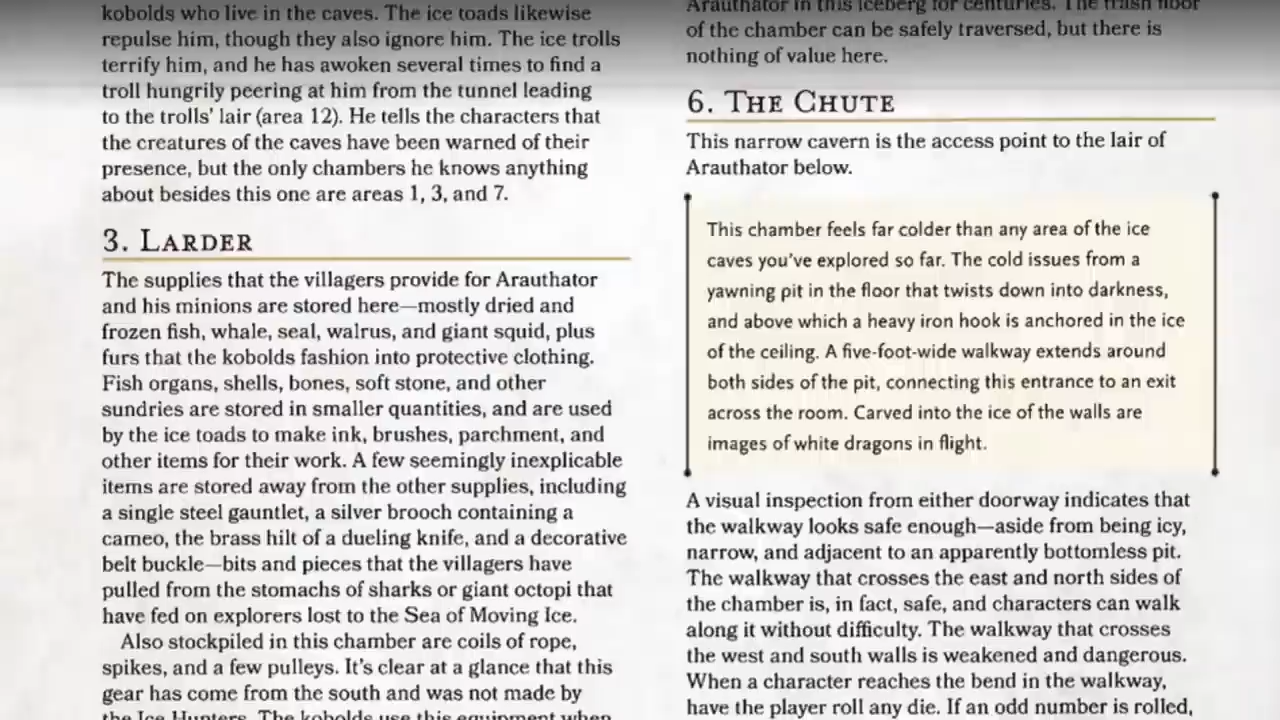 kobolds who live in the caves. The ice toads likewise
repulse him, though they also ignore him. The ice trolls
terrify him, and he has awoken several times to find a
troll hungrily peering at him from the tunnel leading
to the trolls' lair (area 12). He tells the characters that
the creatures of the caves have been warned of their
presence, but the only chambers he knows anything
about besides this one are areas 1, 3, and 7.
3. Larder
The supplies that the villagers provide for Arauthator
and his minions are stored here—mostly dried and
frozen fish, whale, seal, walrus, and giant squid, plus
furs that the kobolds fashion into protective clothing.
Fish organs, shells, bones, soft stone, and other
sundries are stored in smaller quantities, and are used
by the ice toads to make ink, brushes, parchment, and
other items for their work. A few seemingly inexplicable
items are stored away from the other supplies, including
a single steel gauntlet, a silver brooch containing a
cameo, the brass hilt of a dueling knife, and a decorative
belt buckle—bits and pieces that the villagers have
pulled from the stomachs of sharks or giant octopi that
have fed on explorers lost to the Sea of Moving Ice.
Also stockpiled in this chamber are coils of rope,
spikes, and a few pulleys. It's clear at a glance that this
gear has come from the south and was not made by
the Ice Hunters. The kobolds use this equipment when
Arauthator in this iceberg for centuries. The trash floor
of the chamber can be safely traversed, but there is
nothing of value here.
6. The Chute
This narrow cavern is the access point to the lair of
Arauthator below.
This chamber feels far colder than any area of the ice
caves you've explored so far. The cold issues from a
yawning pit in the floor that twists down into darkness,
and above which a heavy iron hook is anchored in the ice
of the ceiling. A five-foot-wide walkway extends around
both sides of the pit, connecting this entrance to an exit
across the room. Carved into the ice of the walls are
images of white dragons in flight.
A visual inspection from either doorway indicates that
the walkway looks safe enough—aside from being icy,
narrow, and adjacent to an apparently bottomless pit.
The walkway that crosses the east and north sides of
the chamber is, in fact, safe, and characters can walk
along it without difficulty. The walkway that crosses
the west and south walls is weakened and dangerous.
When a character reaches the bend in the walkway,
have the player roll any die. If an odd number is rolled,